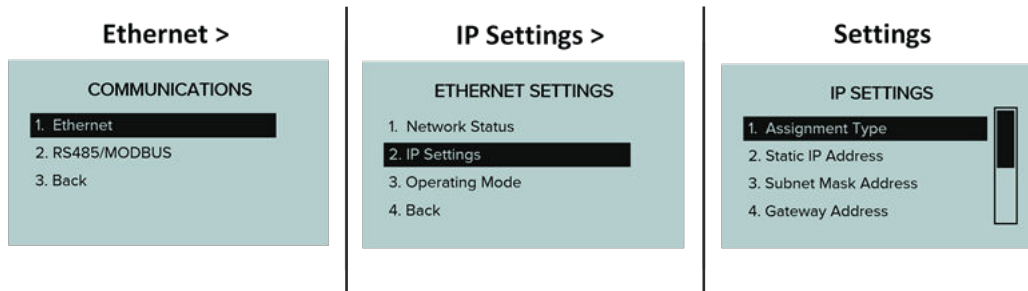 Ethernet >
COMMUNICATIONS
1. Ethernet
2. RS485/MODBUS
3. Back
IP Settings >
ETHERNET SETTINGS
1. Network Status
2. IP Settings
3. Operating Mode
4. Back
Settings
IP SETTINGS
1. Assignment Type
2. Static IP Address
3. Subnet Mask Address
4. Gateway Address